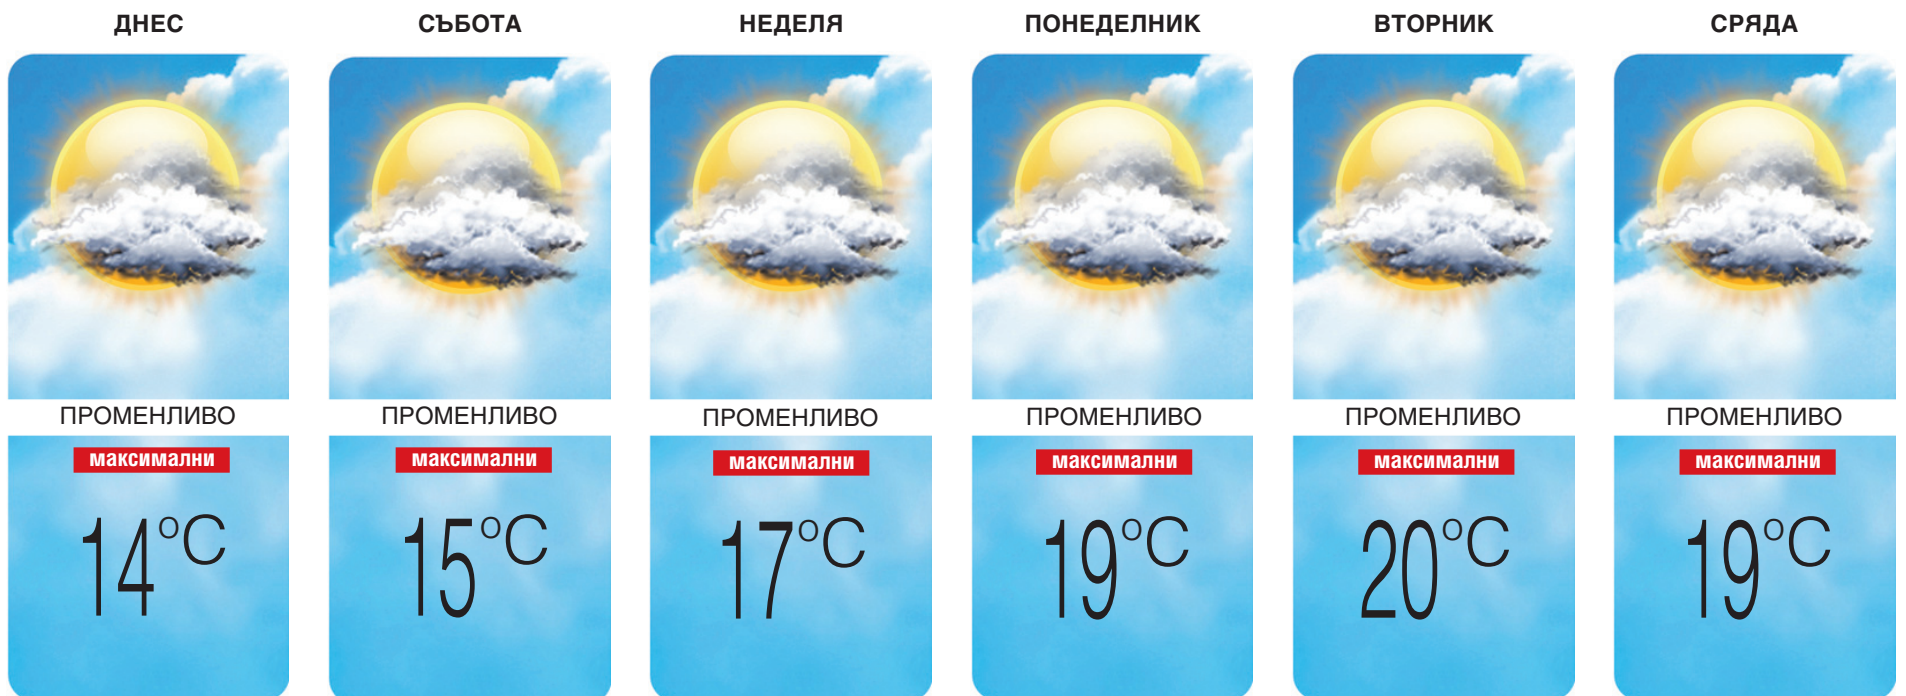 ДНЕС
ПРОМЕНЛИВО
максимални
14°C
СЪБОТА
ПРОМЕНЛИВО
максимални
15°C
НЕДЕЛЯ
ПРОМЕНЛИВО
максимални
17°C
ПОНЕДЕЛНИК
ПРОМЕНЛИВО
максимални
19°C
ВТОРНИК
ПРОМЕНЛИВО
максимални
20°C
СРЯДА
ПРОМЕНЛИВО
максимални
19°C